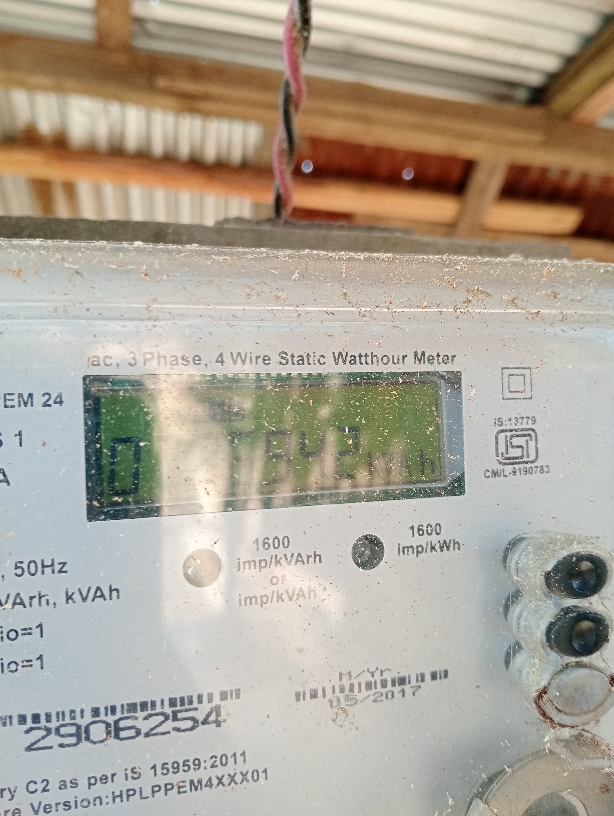 ac, 3 Phase, 4 Wire Static Watthour Meter
EM 24
S 1
A
IS:13779
ISI
CM/L-9190783
1600
imp/kVArh
or
imp/kVAh
1600
imp/kWh
, 50Hz
VArh, kVAh
io=1
io=1
M/Yr.
05/2017
2906254
ry C2 as per IS 15959:2011
re Version:HPLPPEM4XXX01